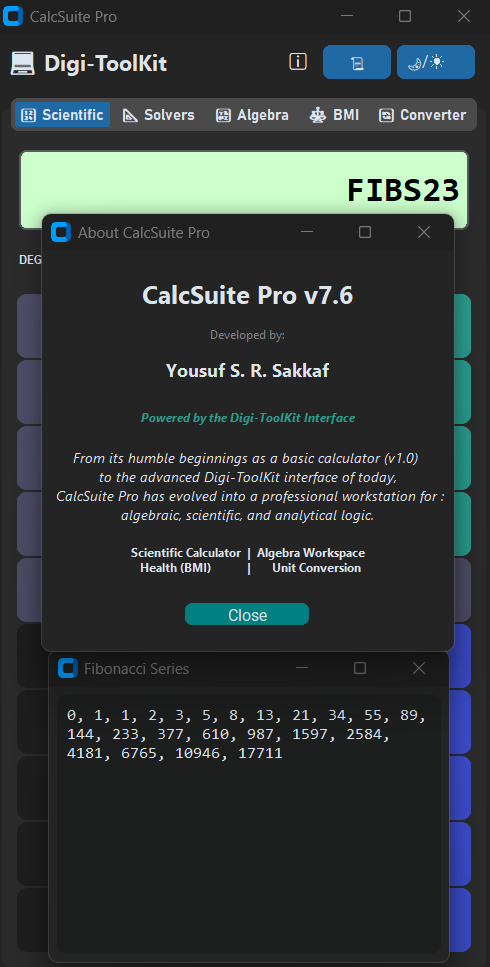 CalcSuite Pro
Digi-ToolKit
Scientific Solvers Algebra BMI Converter
FIBS23
DEG
About CalcSuite Pro
CalcSuite Pro v7.6
Developed by:
Yousuf S. R. Sakkaf
Powered by the Digi-ToolKit Interface
From its humble beginnings as a basic calculator (v1.0)
to the advanced Digi-ToolKit interface of today,
CalcSuite Pro has evolved into a professional workstation for :
algebraic, scientific, and analytical logic.
Scientific Calculator | Algebra Workspace
Health (BMI) | Unit Conversion
Close
Fibonacci Series
0, 1, 1, 2, 3, 5, 8, 13, 21, 34, 55, 89,
144, 233, 377, 610, 987, 1597, 2584,
4181, 6765, 10946, 17711